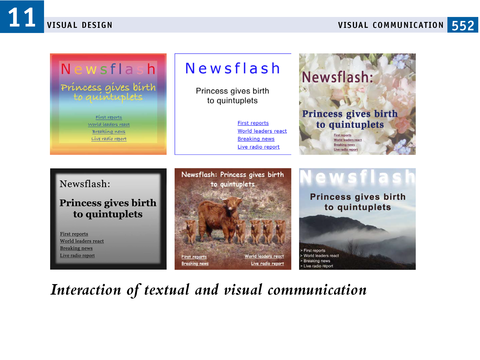 11
VISUAL DESIGN
VISUAL COMMUNICATION 552
Newsflash
Princess gives birth
to quintuplets
First reports
World leaders react
Breaking news
Live radio report
Newsflash
Princess gives birth
to quintuplets
First reports
World leaders react
Breaking news
Live radio report
Newsflash:
Princess gives birth
to quintuplets
First reports
World leaders react
Breaking news
Live radio report
Newsflash:
Princess gives birth
to quintuplets
First reports
World leaders react
Breaking news
Live radio report
Newsflash: Princess gives birth
to quintuplets.
First reports
World leaders react
Breaking news
Live radio report
Newsflash
Princess gives birth
to quintuplets
• First reports
• World leaders react
• Breaking news
• Live radio report
Interaction of textual and visual communication